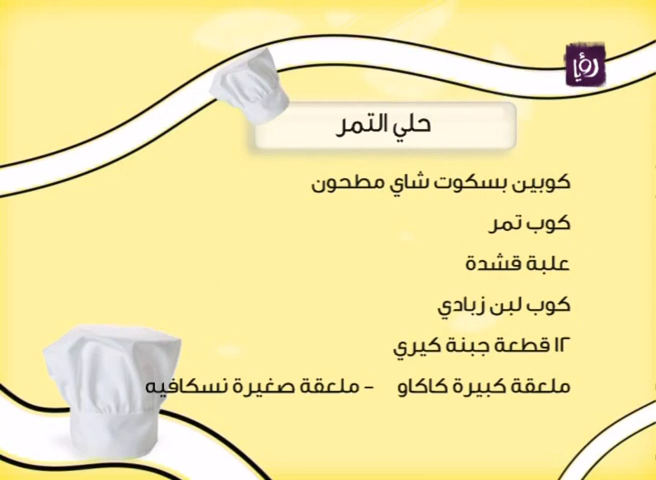 رؤيا
حلي التمر
كوبين بسكوت شاي مطحون
كوب تمر
علبة قشدة
كوب لبن زبادي
١٢ قطعة جبنة كيري
ملعقة كبيرة كاكاو - ملعقة صغيرة نسكافيه